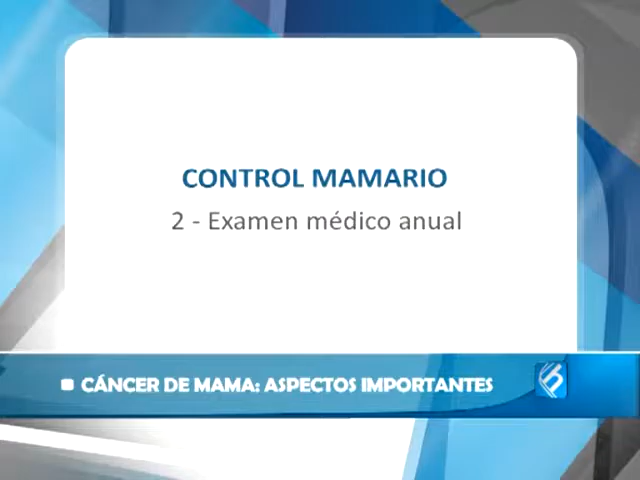 CONTROL MAMARIO
2 - Examen médico anual
CÁNCER DE MAMA: ASPECTOS IMPORTANTES